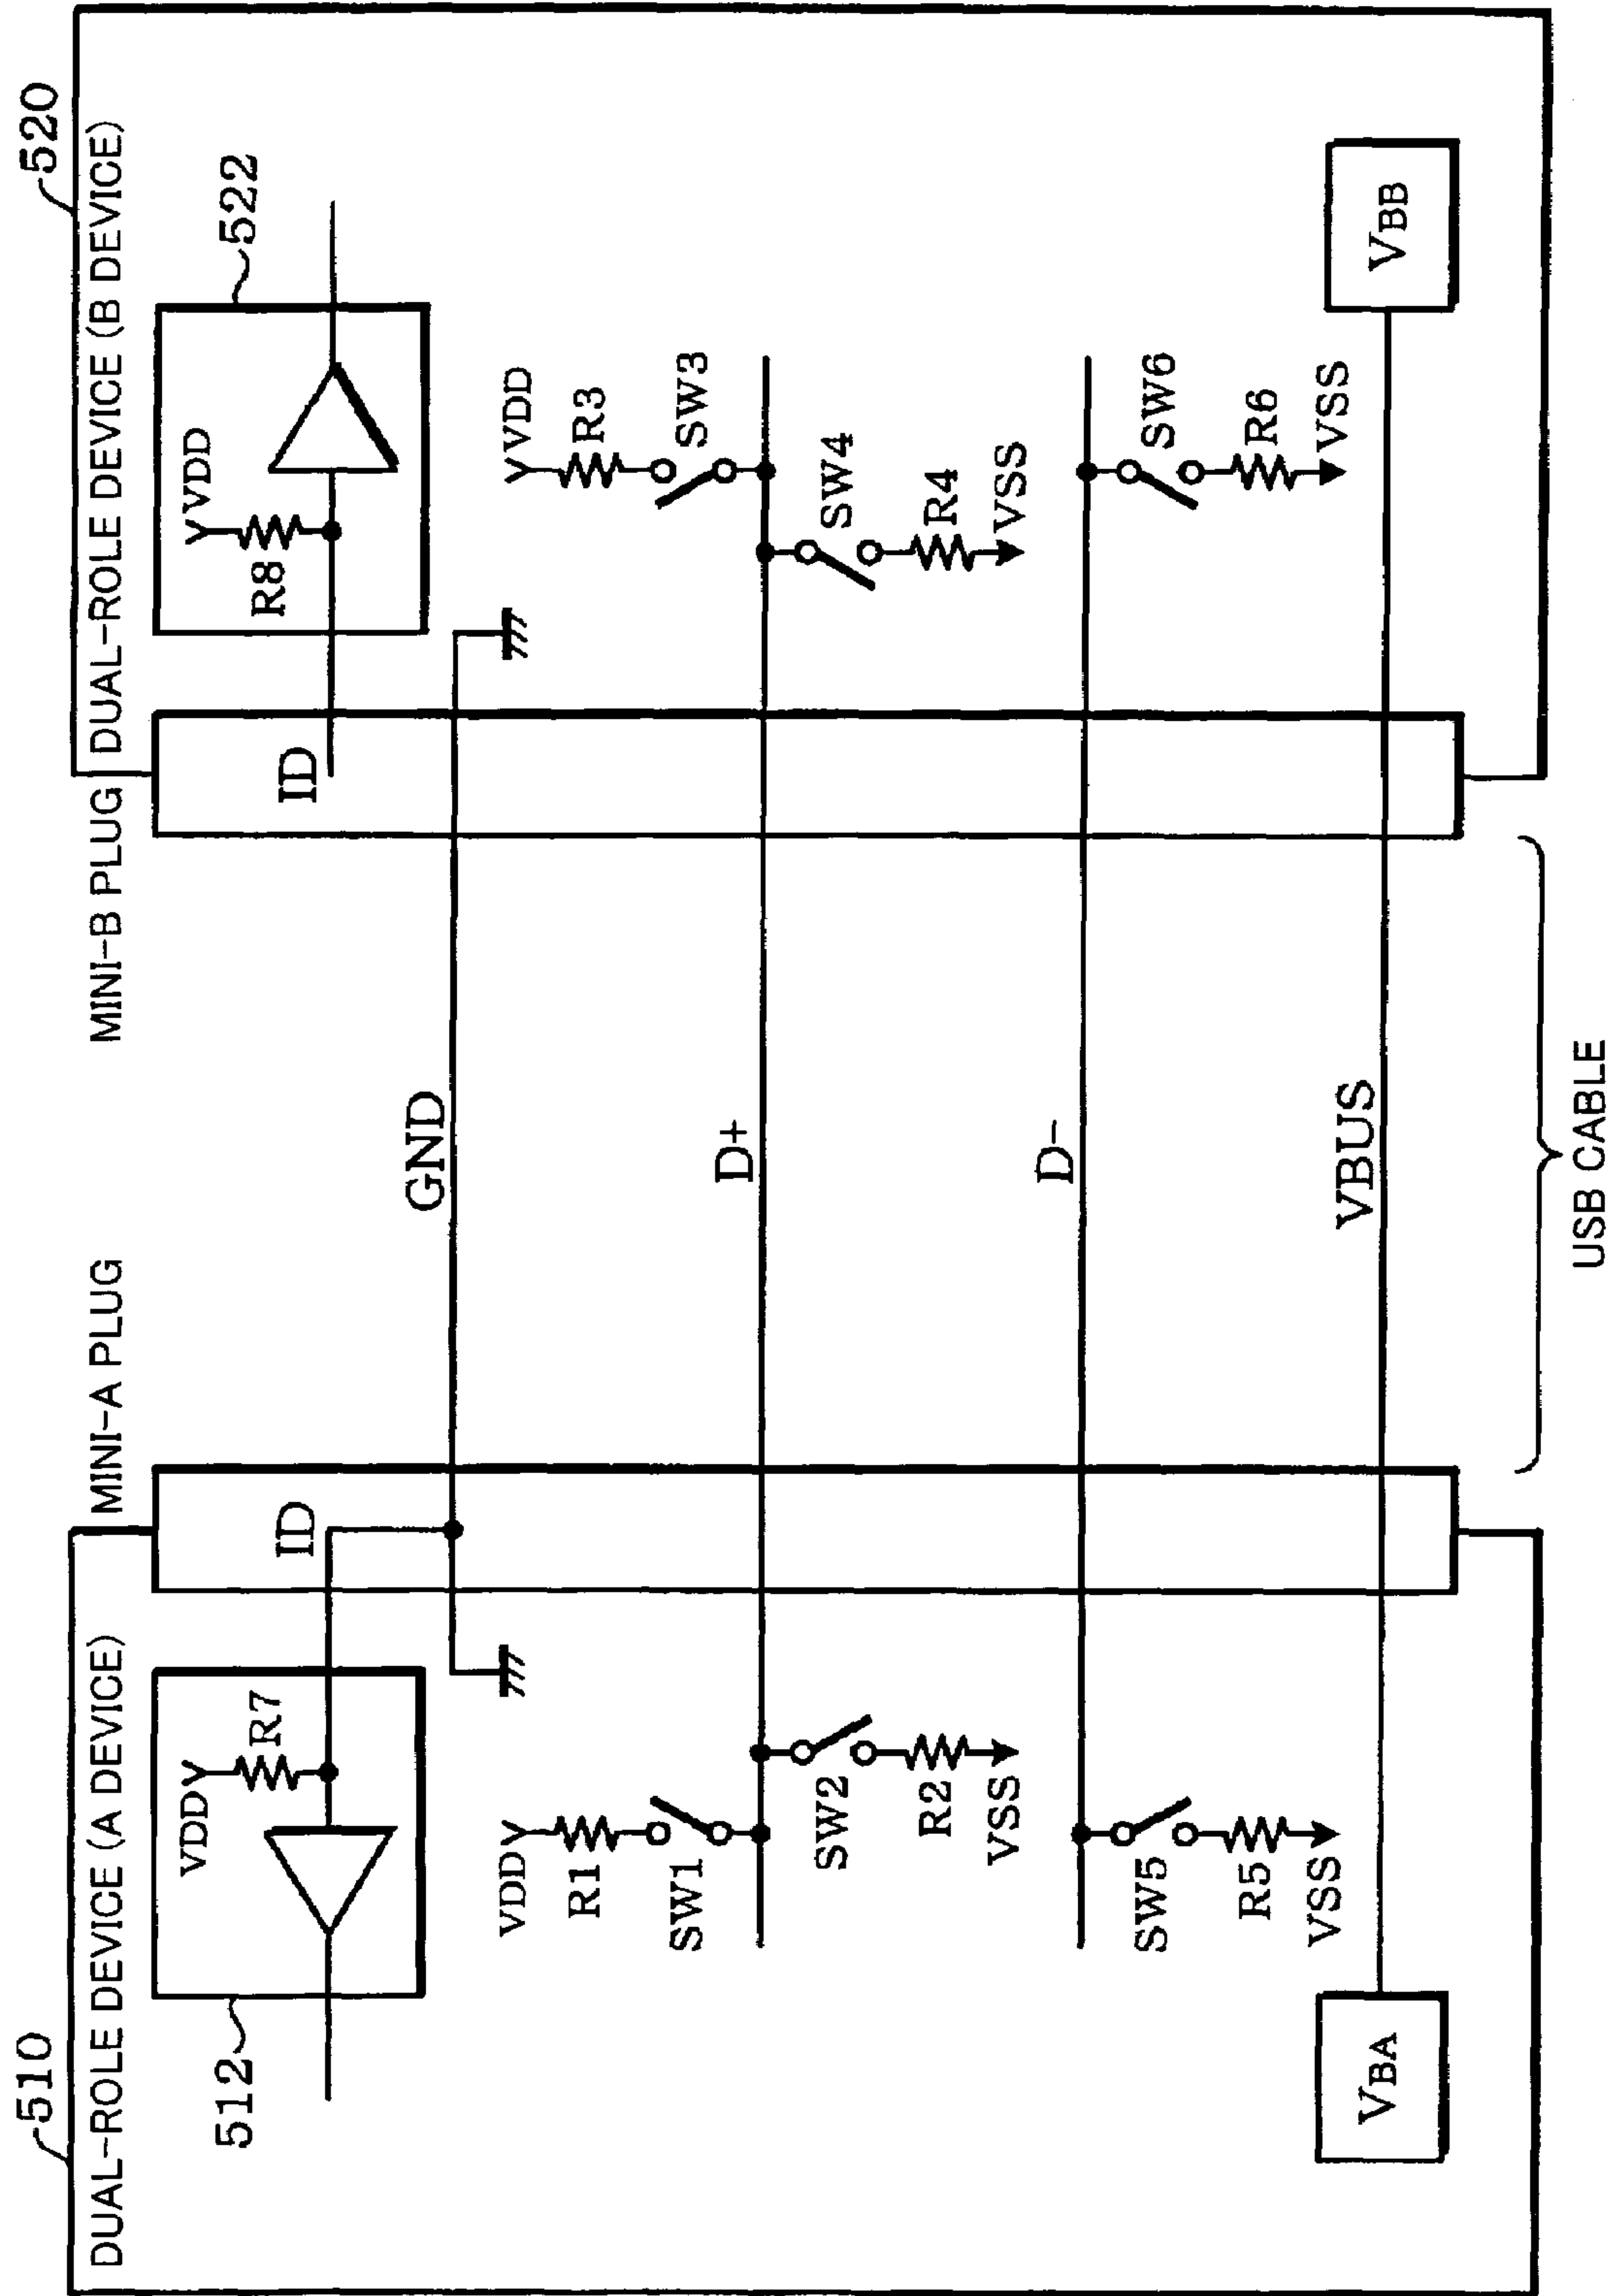 510
DUAL-ROLE DEVICE (A DEVICE)
MINI-A PLUG
MINI-B PLUG
520
DUAL-ROLE DEVICE (B DEVICE)
512
VDD
R7
ID
GND
ID
R8
VDD
522
VDD
R1
SW1
SW2
R2
VSS
D+
VDD
R3
SW3
SW4
R4
VSS
SW5
R5
VSS
D-
SW6
R6
VSS
VBA
VBUS
VBB
USB CABLE